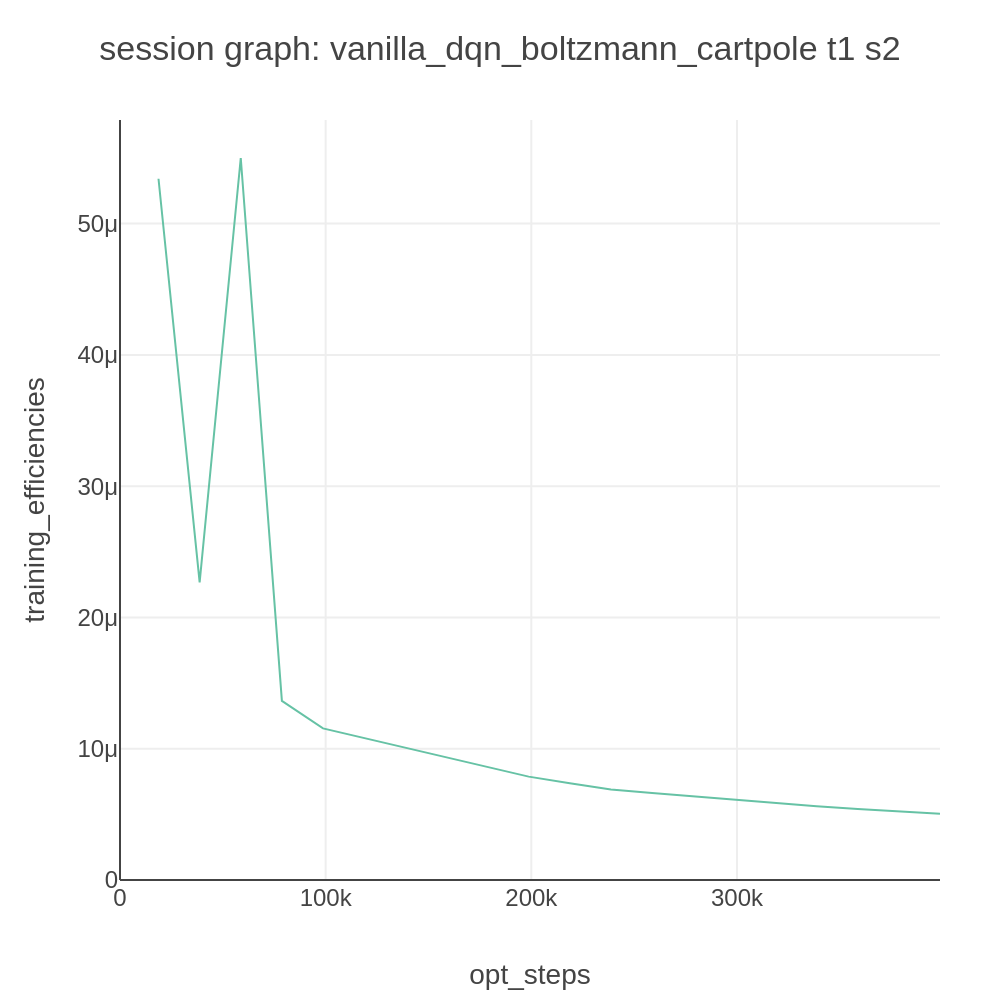 session graph: vanilla_dqn_boltzmann_cartpole t1 s2
training_efficiencies
50μ
40μ
30μ
20μ
10μ
0
0
100k
200k
300k
opt_steps